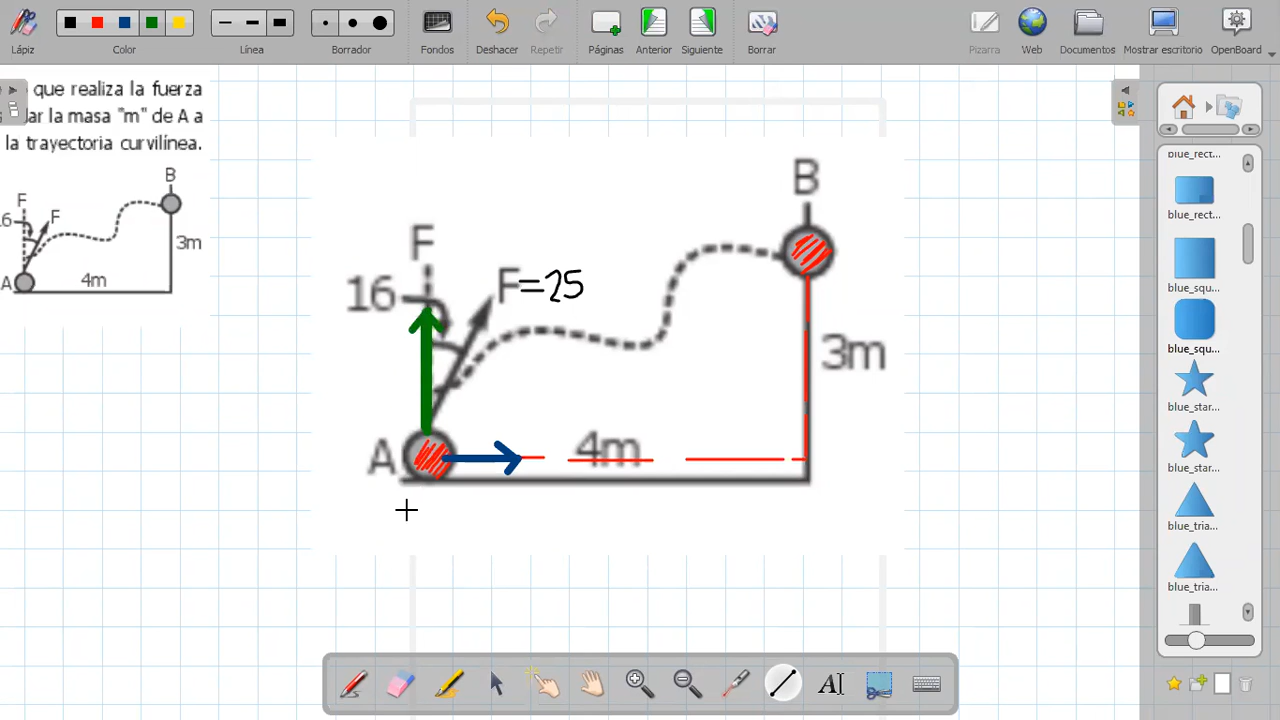 Lápiz Color Línea Borrador Fondos Deshacer Repetir Páginas Anterior Siguiente Borrar Pizarra Web Documentos Mostrar escritorio OpenBoard
que realiza la fuerza
ar la masa "m" de A a
la trayectoria curvilínea.
B
F
16 F
3m
A 4m
B
F
16 F=25
3m
A 4m
AI
blue_rect...
blue_rect...
blue_squ...
blue_squ...
blue_star...
blue_star...
blue_tria...
blue_tria...